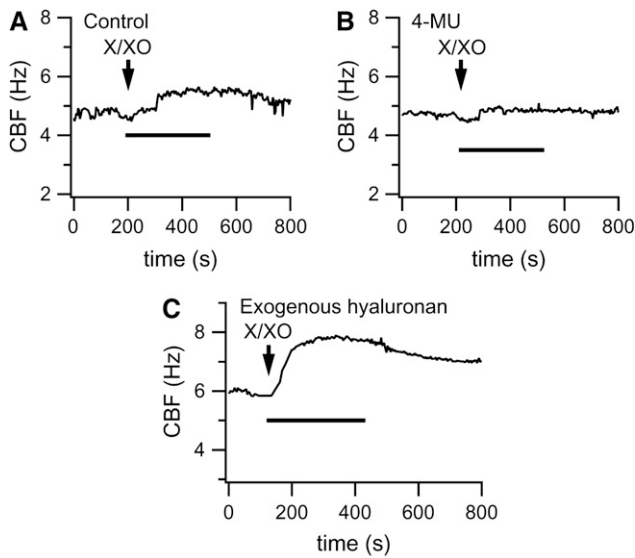 A Control
X/XO
CBF (Hz)
8
6
4
2
0 200 400 600 800
time (s)
B 4-MU
X/XO
CBF (Hz)
8
6
4
2
0 200 400 600 800
time (s)
C Exogenous hyaluronan
X/XO
CBF (Hz)
8
6
4
0 200 400 600 800
time (s)